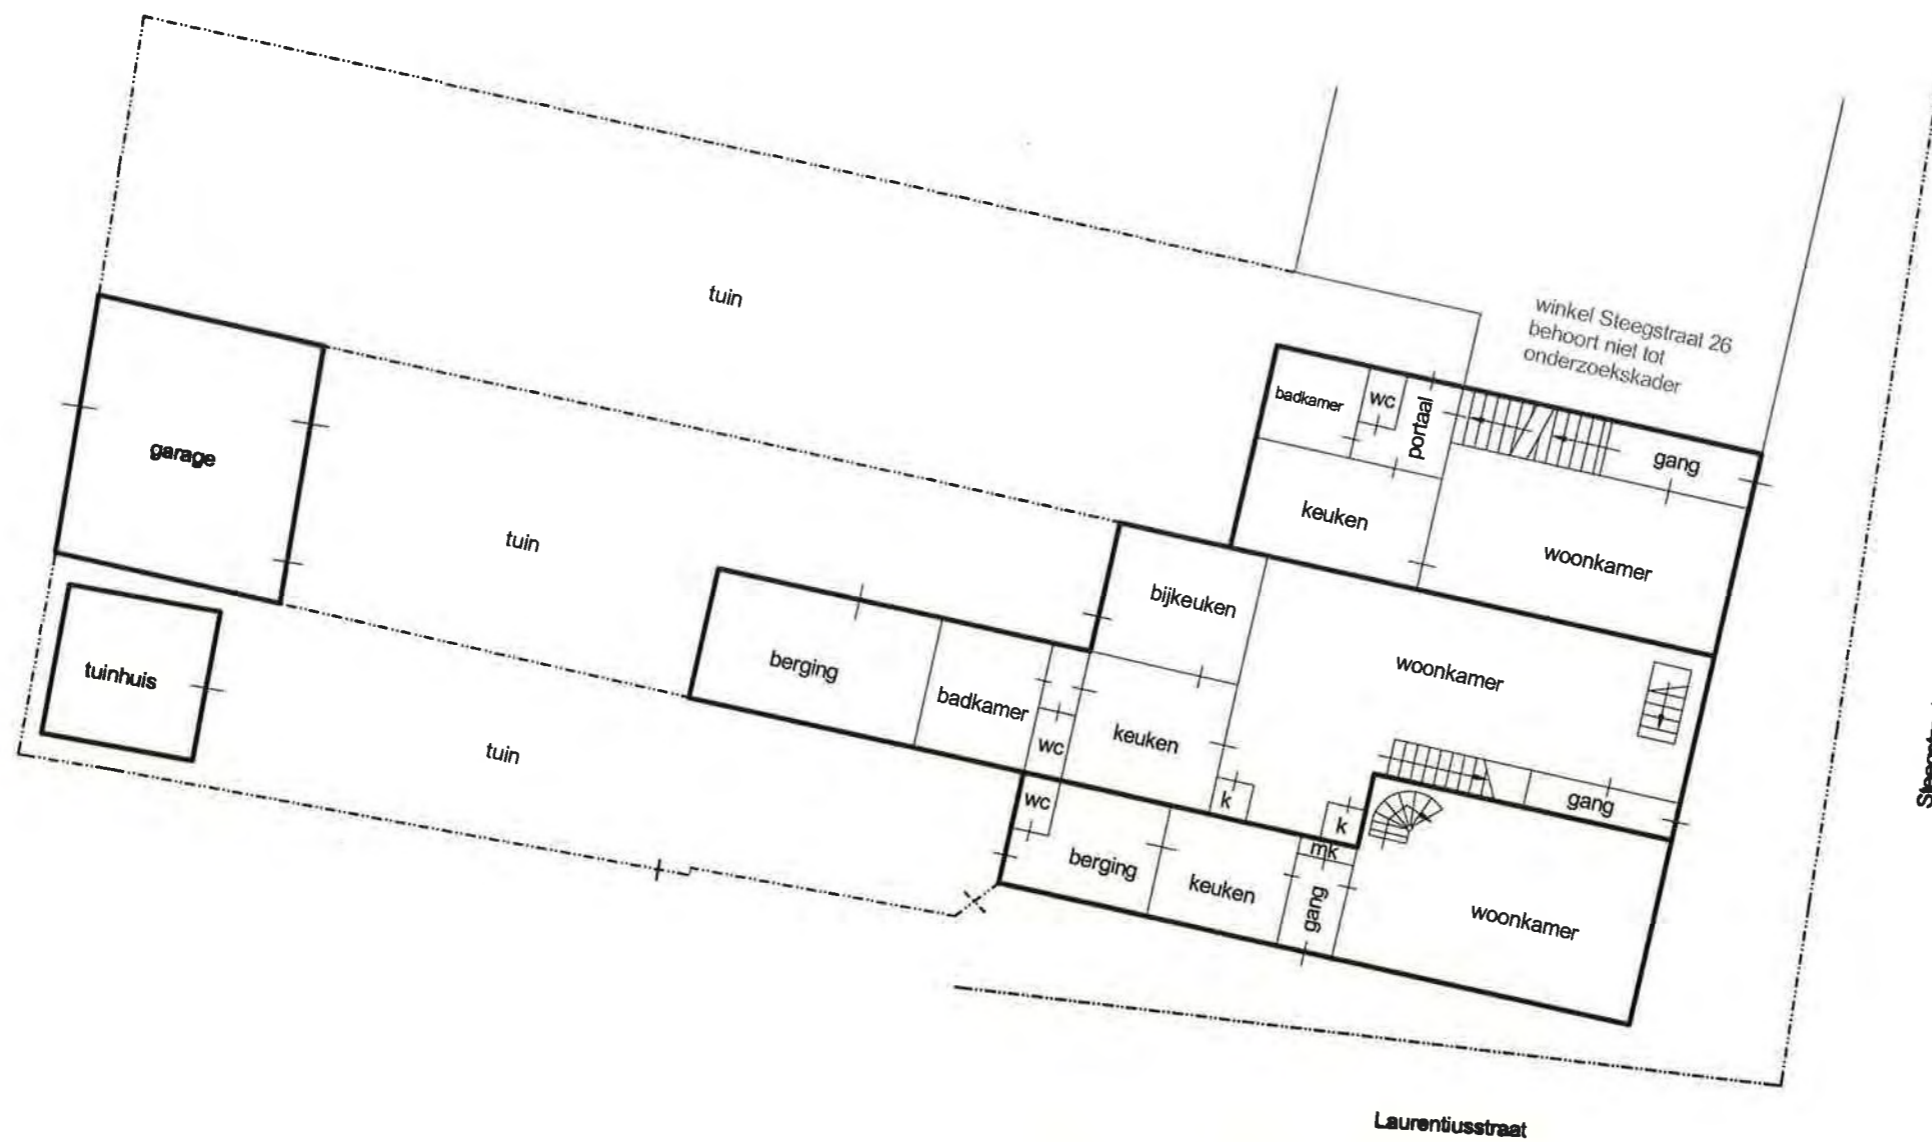 tuin
winkel Steegstraat 26
behoort niet tot
onderzoekskader
badkamer
wc
portaal
gang
garage
keuken
woonkamer
tuin
bijkeuken
berging
woonkamer
tuinhuis
badkamer
keuken
wc
tuin
k
gang
wc
k
mk
berging
keuken
gang
woonkamer
Laurentiusstraat